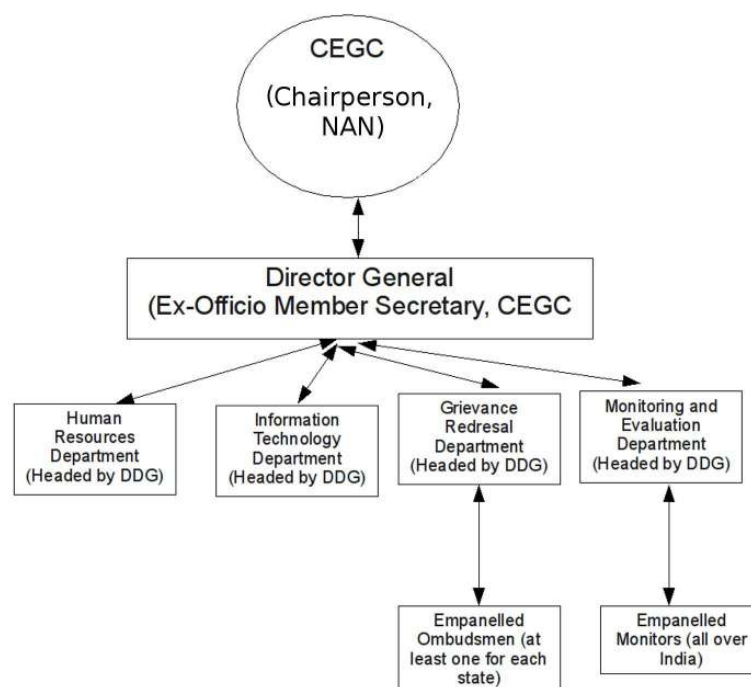 CEGC
(Chairperson,
NAN)
Director General
(Ex-Officio Member Secretary, CEGC
Human
Resources
Department
(Headed by DDG)
Information
Technology
Department
(Headed by DDG)
Grievance
Redresal
Department
(Headed by DDG)
Monitoring and
Evaluation
Department
(Headed by DDG)
Empanelled
Ombudsmen (at
least one for each
state)
Empanelled
Monitors (all over
India)